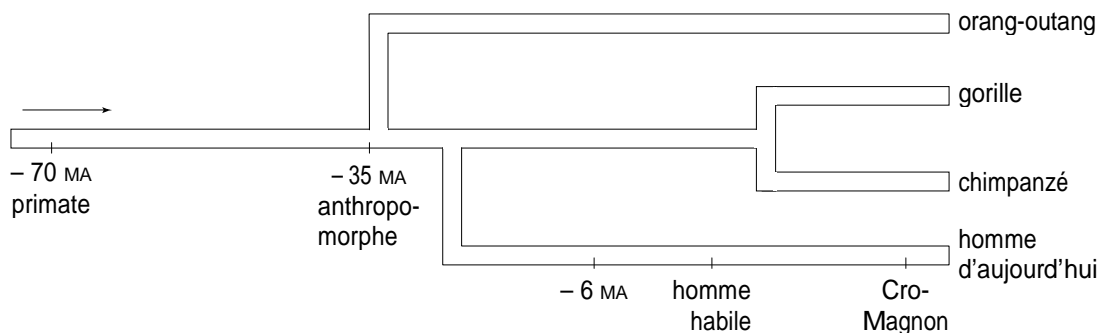 orang-outang
gorille
– 70 MA
primate
– 35 MA
anthropo-
morphe
chimpanzé
homme
d'aujourd'hui
– 6 MA
homme
habile
Cro-
Magnon